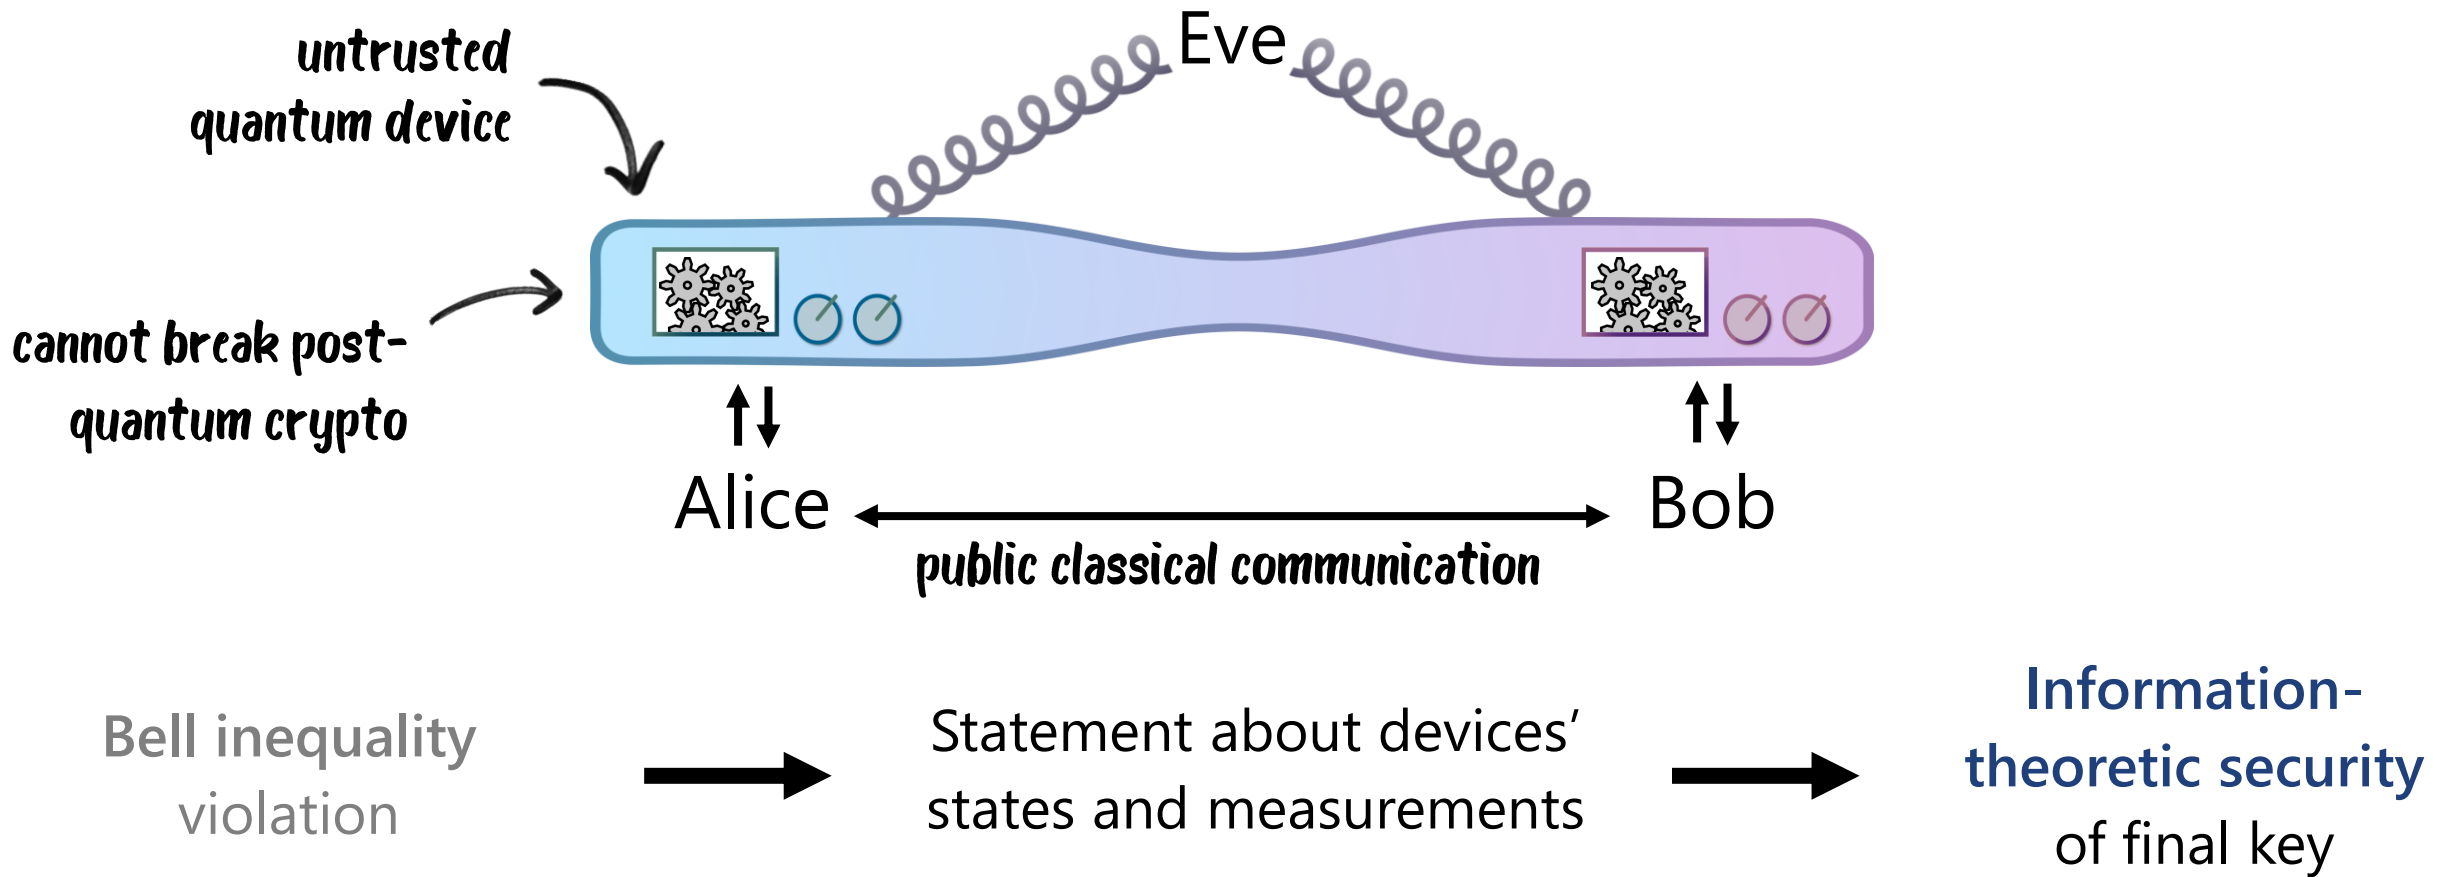 Eve
untrusted
quantum device
cannot break post-
quantum crypto
Alice
Bob
public classical communication
Bell inequality
violation
Statement about devices’
states and measurements
Information-
theoretic security
of final key